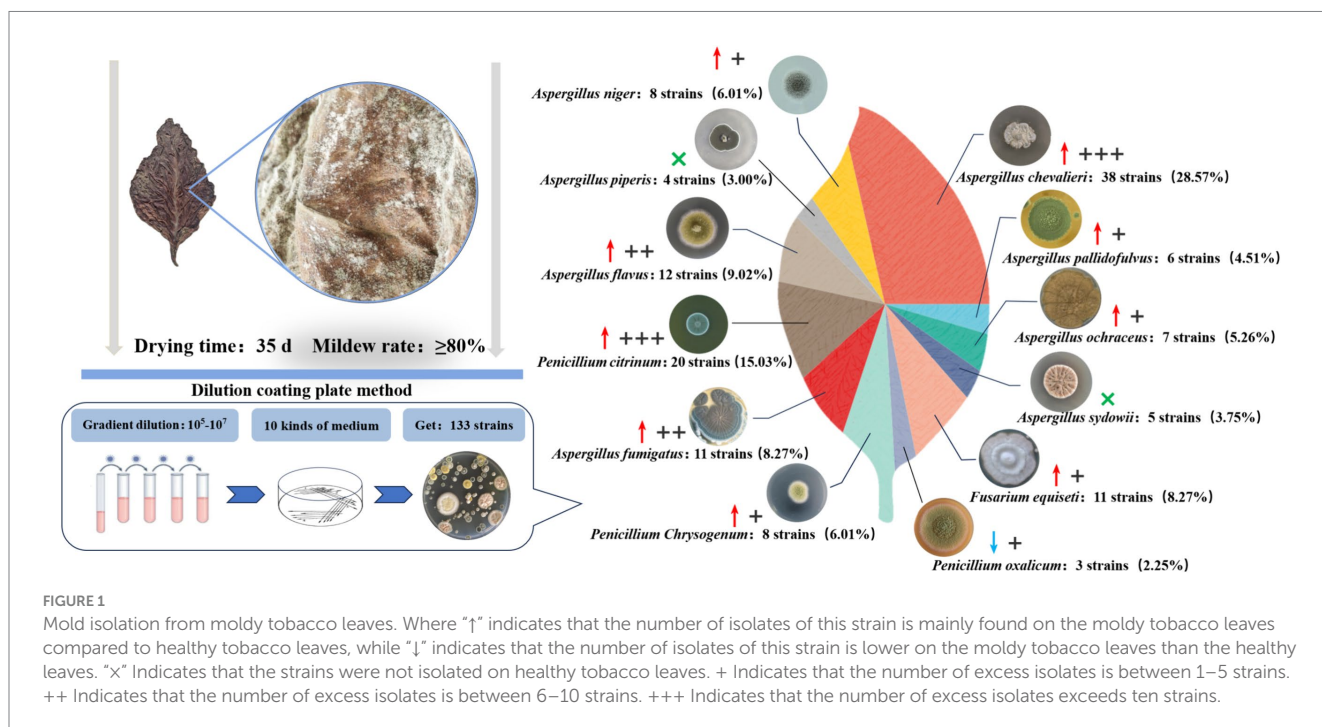 Drying time: 35 d Mildew rate: ≥80%
Dilution coating plate method
Gradient dilution: 10⁵-10⁷
10 kinds of medium
Get: 133 strains
↑ +
Aspergillus niger: 8 strains (6.01%)
×
Aspergillus piperis: 4 strains (3.00%)
↑ ++
Aspergillus flavus: 12 strains (9.02%)
↑ +++
Penicillium citrinum: 20 strains (15.03%)
↑ ++
Aspergillus fumigatus: 11 strains (8.27%)
↑ +
Penicillium Chrysogenum: 8 strains (6.01%)
↑ +++
Aspergillus chevalieri: 38 strains (28.57%)
↑ +
Aspergillus pallidofulvus: 6 strains (4.51%)
↑ +
Aspergillus ochraceus: 7 strains (5.26%)
×
Aspergillus sydowii: 5 strains (3.75%)
↑ +
Fusarium equiseti: 11 strains (8.27%)
↓ +
Penicillium oxalicum: 3 strains (2.25%)
FIGURE 1
Mold isolation from moldy tobacco leaves. Where "↑" indicates that the number of isolates of this strain is mainly found on the moldy tobacco leaves
compared to healthy tobacco leaves, while "↓" indicates that the number of isolates of this strain is lower on the moldy tobacco leaves than the healthy
leaves. "×" Indicates that the strains were not isolated on healthy tobacco leaves. + Indicates that the number of excess isolates is between 1–5 strains.
++ Indicates that the number of excess isolates is between 6–10 strains. +++ Indicates that the number of excess isolates exceeds ten strains.